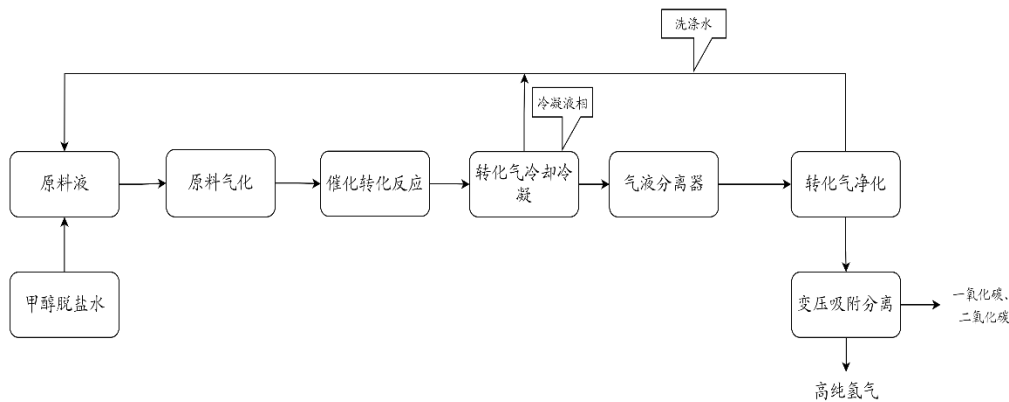 洗涤水
冷凝液相
原料液
原料气化
催化转化反应
转化气冷却冷
凝
气液分离器
转化气净化
甲醇脱盐水
变压吸附分离
一氧化碳、
二氧化碳
高纯氢气